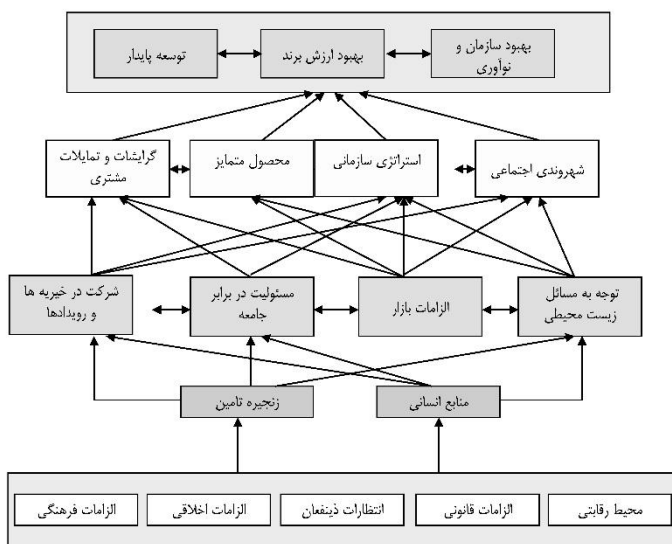 بهبود سازمان و
نوآوری
بهبود ارزش برند
توسعه پایدار
شهروندی اجتماعی
استراتژی سازمانی
محصول متمایز
گرایشات و تمایلات
مشتری
توجه به مسائل
زیست محیطی
الزامات بازار
مسئولیت در برابر
جامعه
شرکت در خیریه ها
و رویدادها
منابع انسانی
زنجیره تامین
محیط رقابتی
الزامات قانونی
انتظارات ذینفعان
الزامات اخلاقی
الزامات فرهنگی